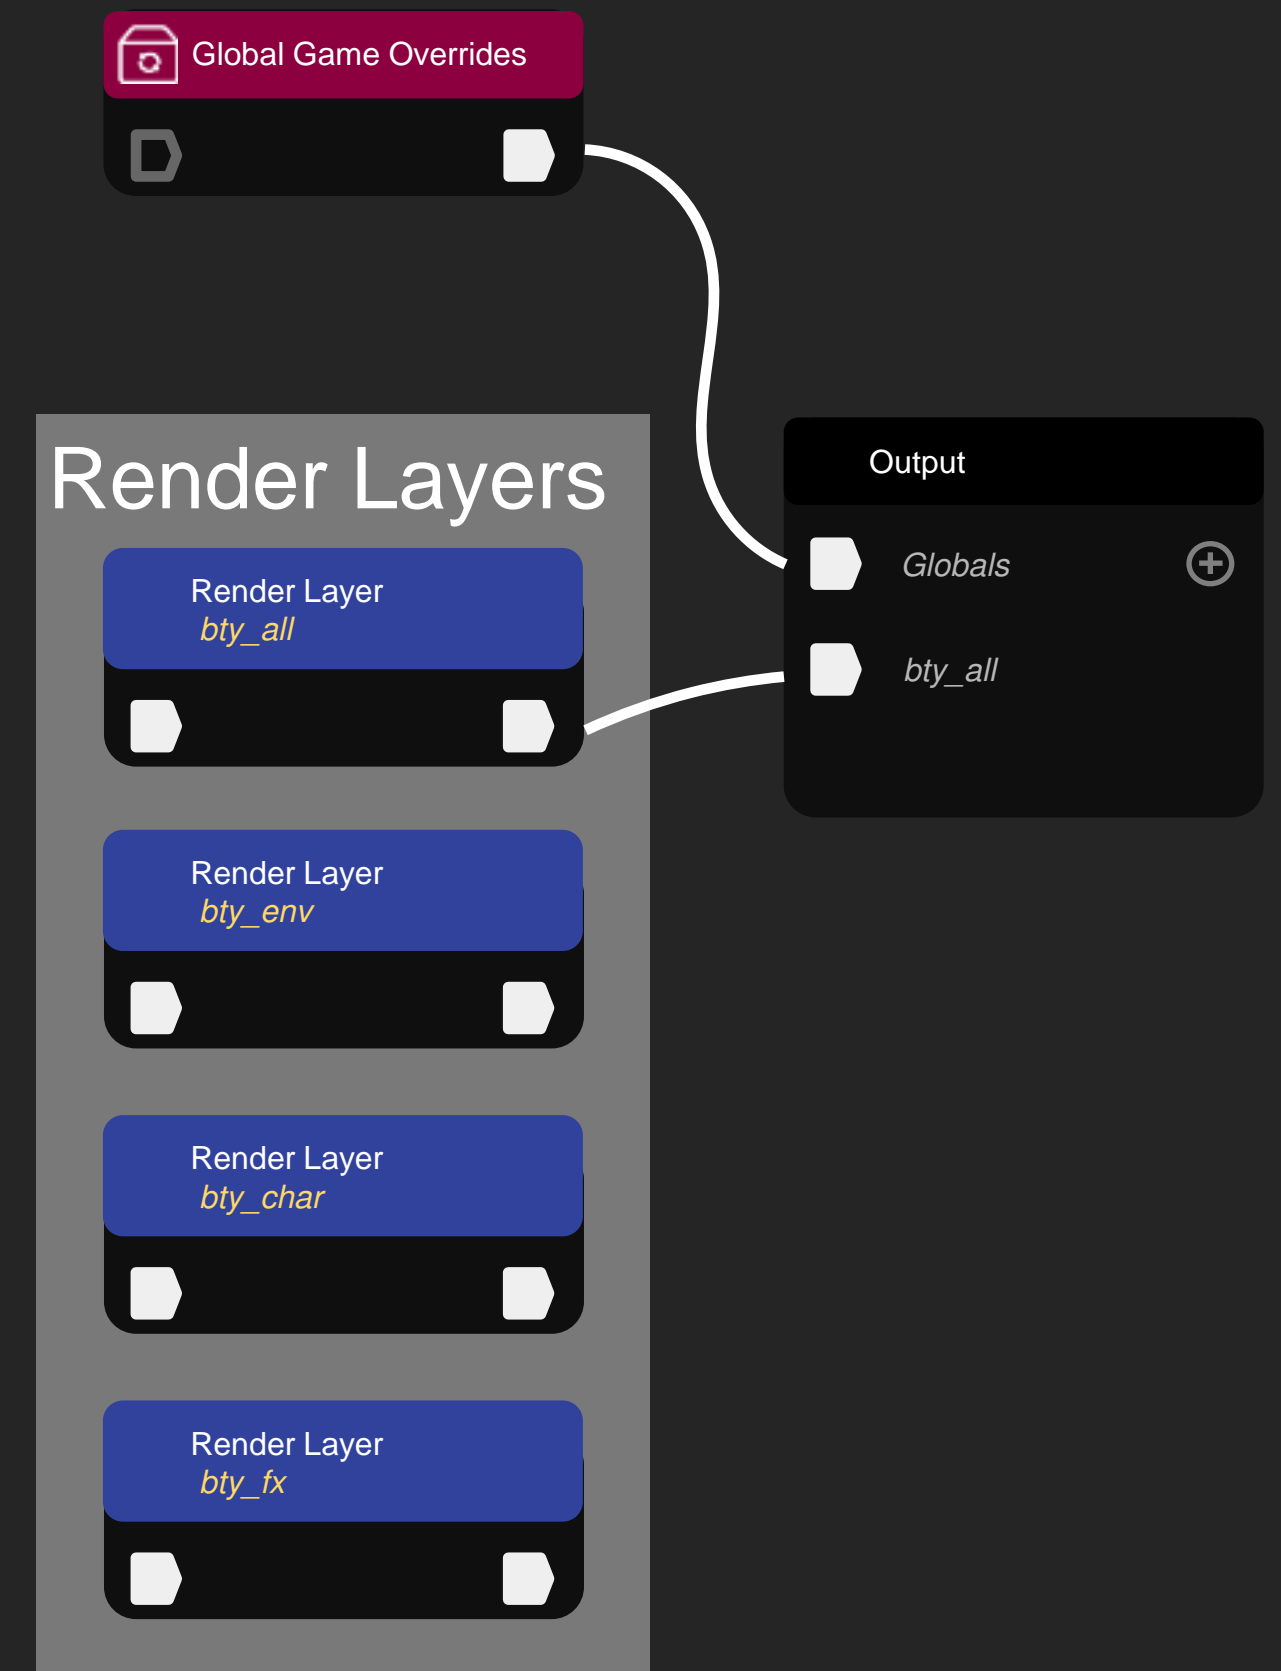 Global Game Overrides
Render Layers
Render Layer
bty_all
Render Layer
bty_env
Render Layer
bty_char
Render Layer
bty_fx
Output
Globals
bty_all